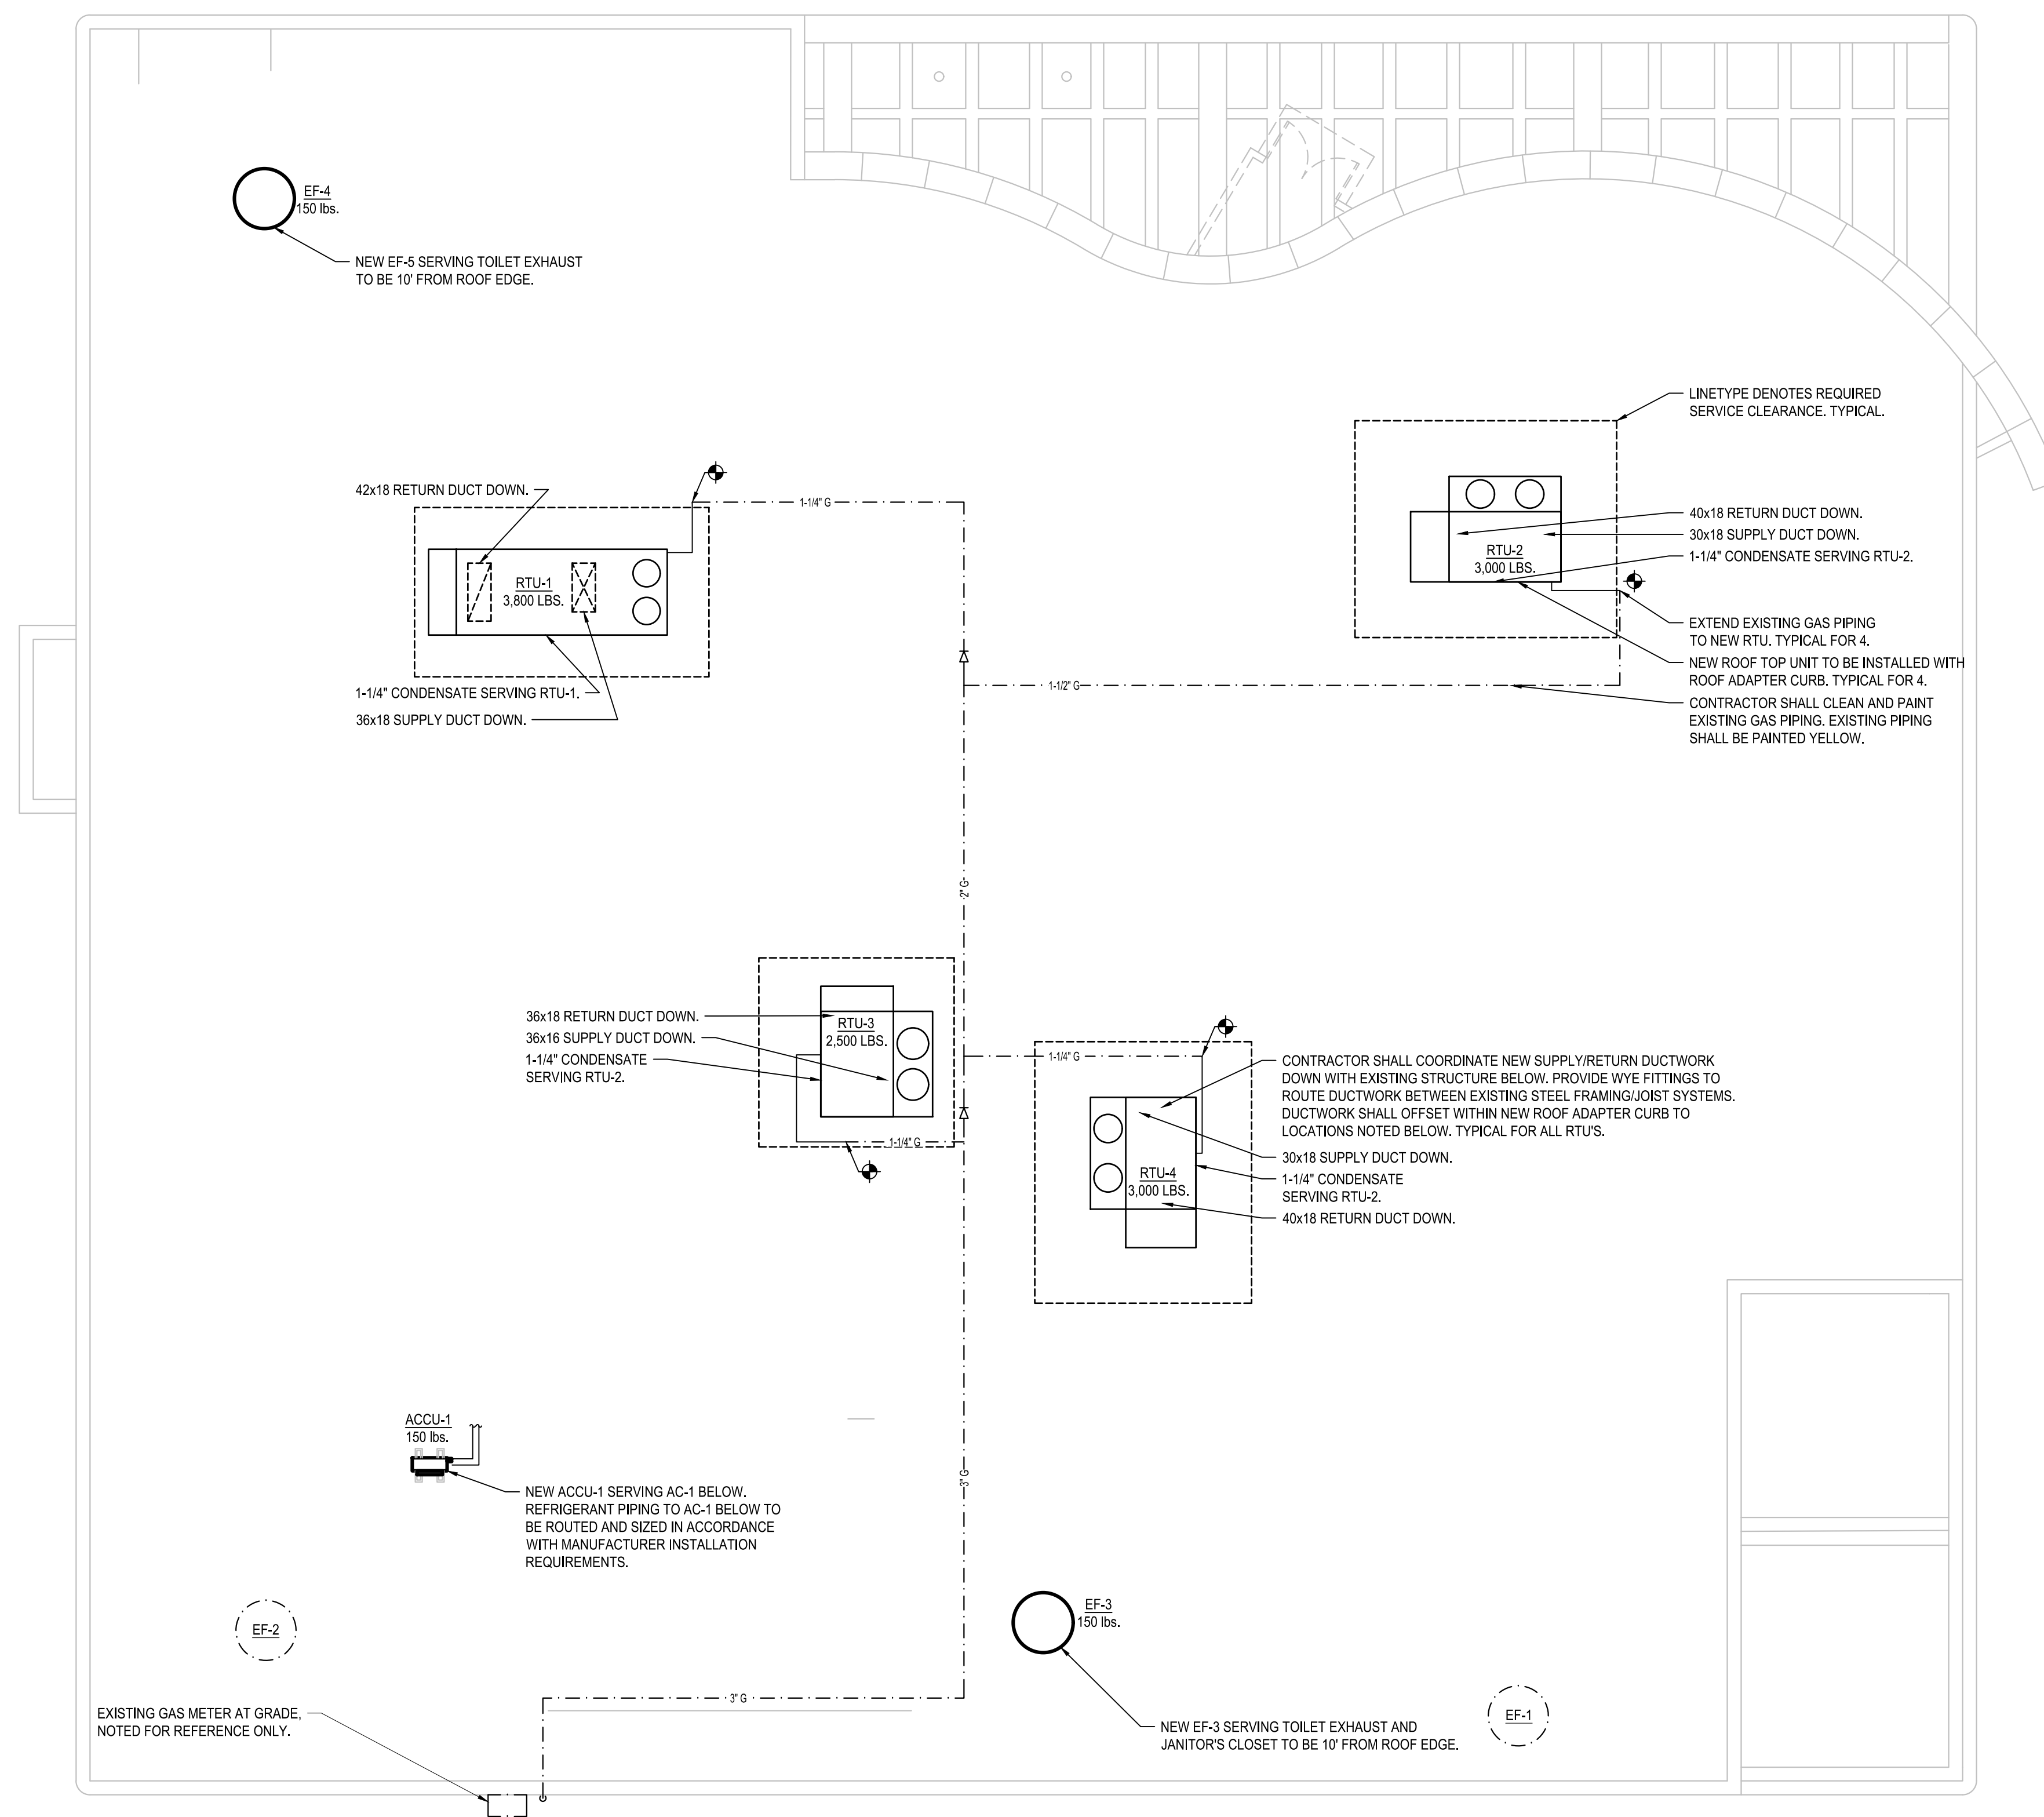 EF-4
150 lbs.
NEW EF-5 SERVING TOILET EXHAUST
TO BE 10' FROM ROOF EDGE.
LINETYPE DENOTES REQUIRED
SERVICE CLEARANCE. TYPICAL.
42x18 RETURN DUCT DOWN.
1-1/4" G
RTU-1
3,800 LBS.
1-1/4" CONDENSATE SERVING RTU-1.
36x18 SUPPLY DUCT DOWN.
40x18 RETURN DUCT DOWN.
30x18 SUPPLY DUCT DOWN.
RTU-2
3,000 LBS.
1-1/4" CONDENSATE SERVING RTU-2.
EXTEND EXISTING GAS PIPING
TO NEW RTU. TYPICAL FOR 4.
NEW ROOF TOP UNIT TO BE INSTALLED WITH
ROOF ADAPTER CURB. TYPICAL FOR 4.
1-1/2" G
CONTRACTOR SHALL CLEAN AND PAINT
EXISTING GAS PIPING. EXISTING PIPING
SHALL BE PAINTED YELLOW.
2" G
36x18 RETURN DUCT DOWN.
RTU-3
2,500 LBS.
36x16 SUPPLY DUCT DOWN.
1-1/4" CONDENSATE
SERVING RTU-2.
1-1/4" G
1-1/4" G
CONTRACTOR SHALL COORDINATE NEW SUPPLY/RETURN DUCTWORK
DOWN WITH EXISTING STRUCTURE BELOW. PROVIDE WYE FITTINGS TO
ROUTE DUCTWORK BETWEEN EXISTING STEEL FRAMING/JOIST SYSTEMS.
DUCTWORK SHALL OFFSET WITHIN NEW ROOF ADAPTER CURB TO
LOCATIONS NOTED BELOW. TYPICAL FOR ALL RTU'S.
30x18 SUPPLY DUCT DOWN.
RTU-4
3,000 LBS.
1-1/4" CONDENSATE
SERVING RTU-2.
40x18 RETURN DUCT DOWN.
ACCU-1
150 lbs.
NEW ACCU-1 SERVING AC-1 BELOW.
REFRIGERANT PIPING TO AC-1 BELOW TO
BE ROUTED AND SIZED IN ACCORDANCE
WITH MANUFACTURER INSTALLATION
REQUIREMENTS.
3" G
EF-2
EF-3
150 lbs.
3" G
EXISTING GAS METER AT GRADE,
NOTED FOR REFERENCE ONLY.
NEW EF-3 SERVING TOILET EXHAUST AND
JANITOR'S CLOSET TO BE 10' FROM ROOF EDGE.
EF-1